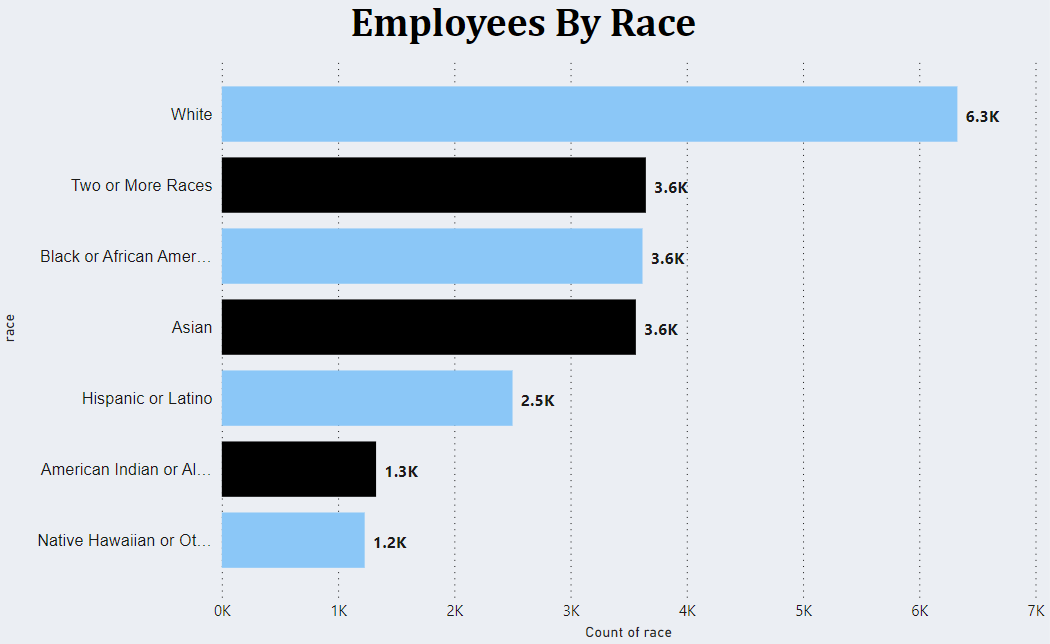 Employees By Race
White
6.3K
Two or More Races
3.6K
Black or African Amer…
3.6K
Asian
3.6K
Hispanic or Latino
2.5K
American Indian or Al…
1.3K
Native Hawaiian or Ot…
1.2K
race
0K 1K 2K 3K 4K 5K 6K 7K
Count of race